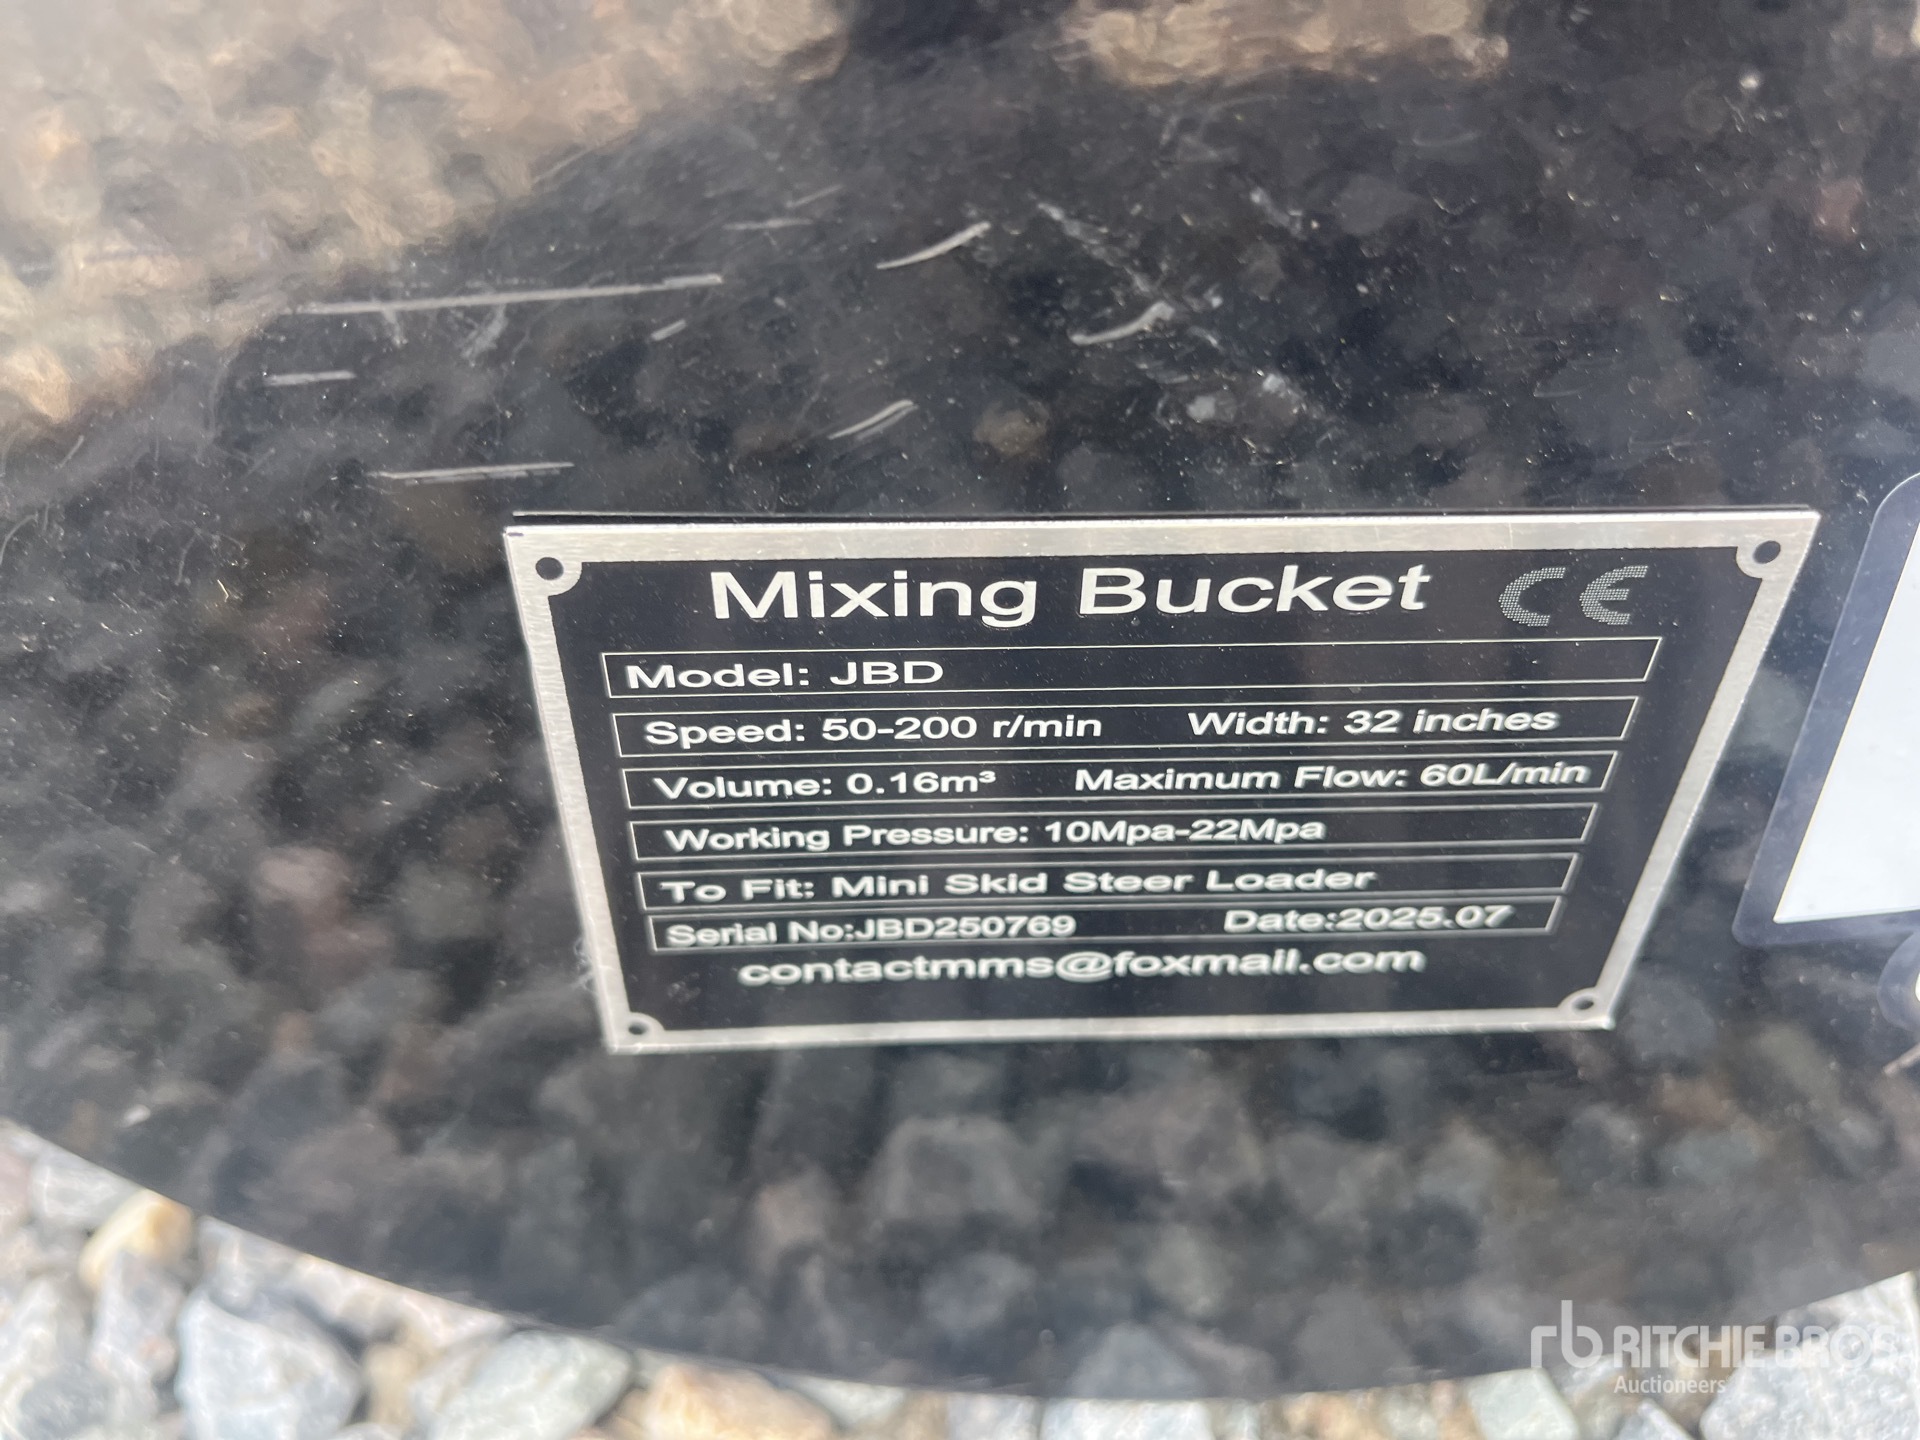 Mixing Bucket CE
Model: JBD
Speed: 50-200 r/min Width: 32 inches
Volume: 0.16m³ Maximum Flow: 60L/min
Working Pressure: 10Mpa-22Mpa
To Fit: Mini Skid Steer Loader
Serial No:JBD250769 Date:2025.07
contactmms@foxmail.com
rb RITCHIE BROS
Auctioneers